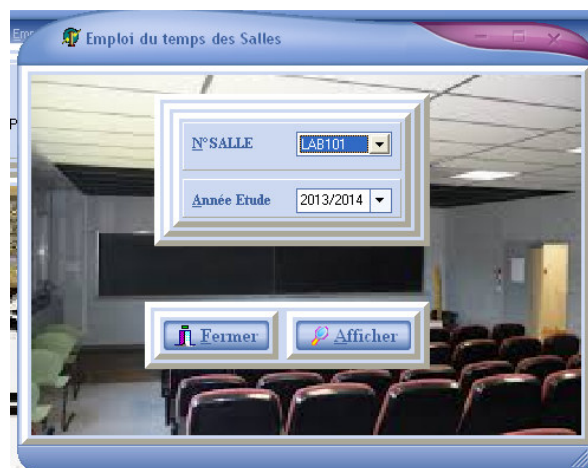 Emploi du temps des Salles
N°SALLE
LAB101
Année Etude
2013/2014
Fermer
Afficher